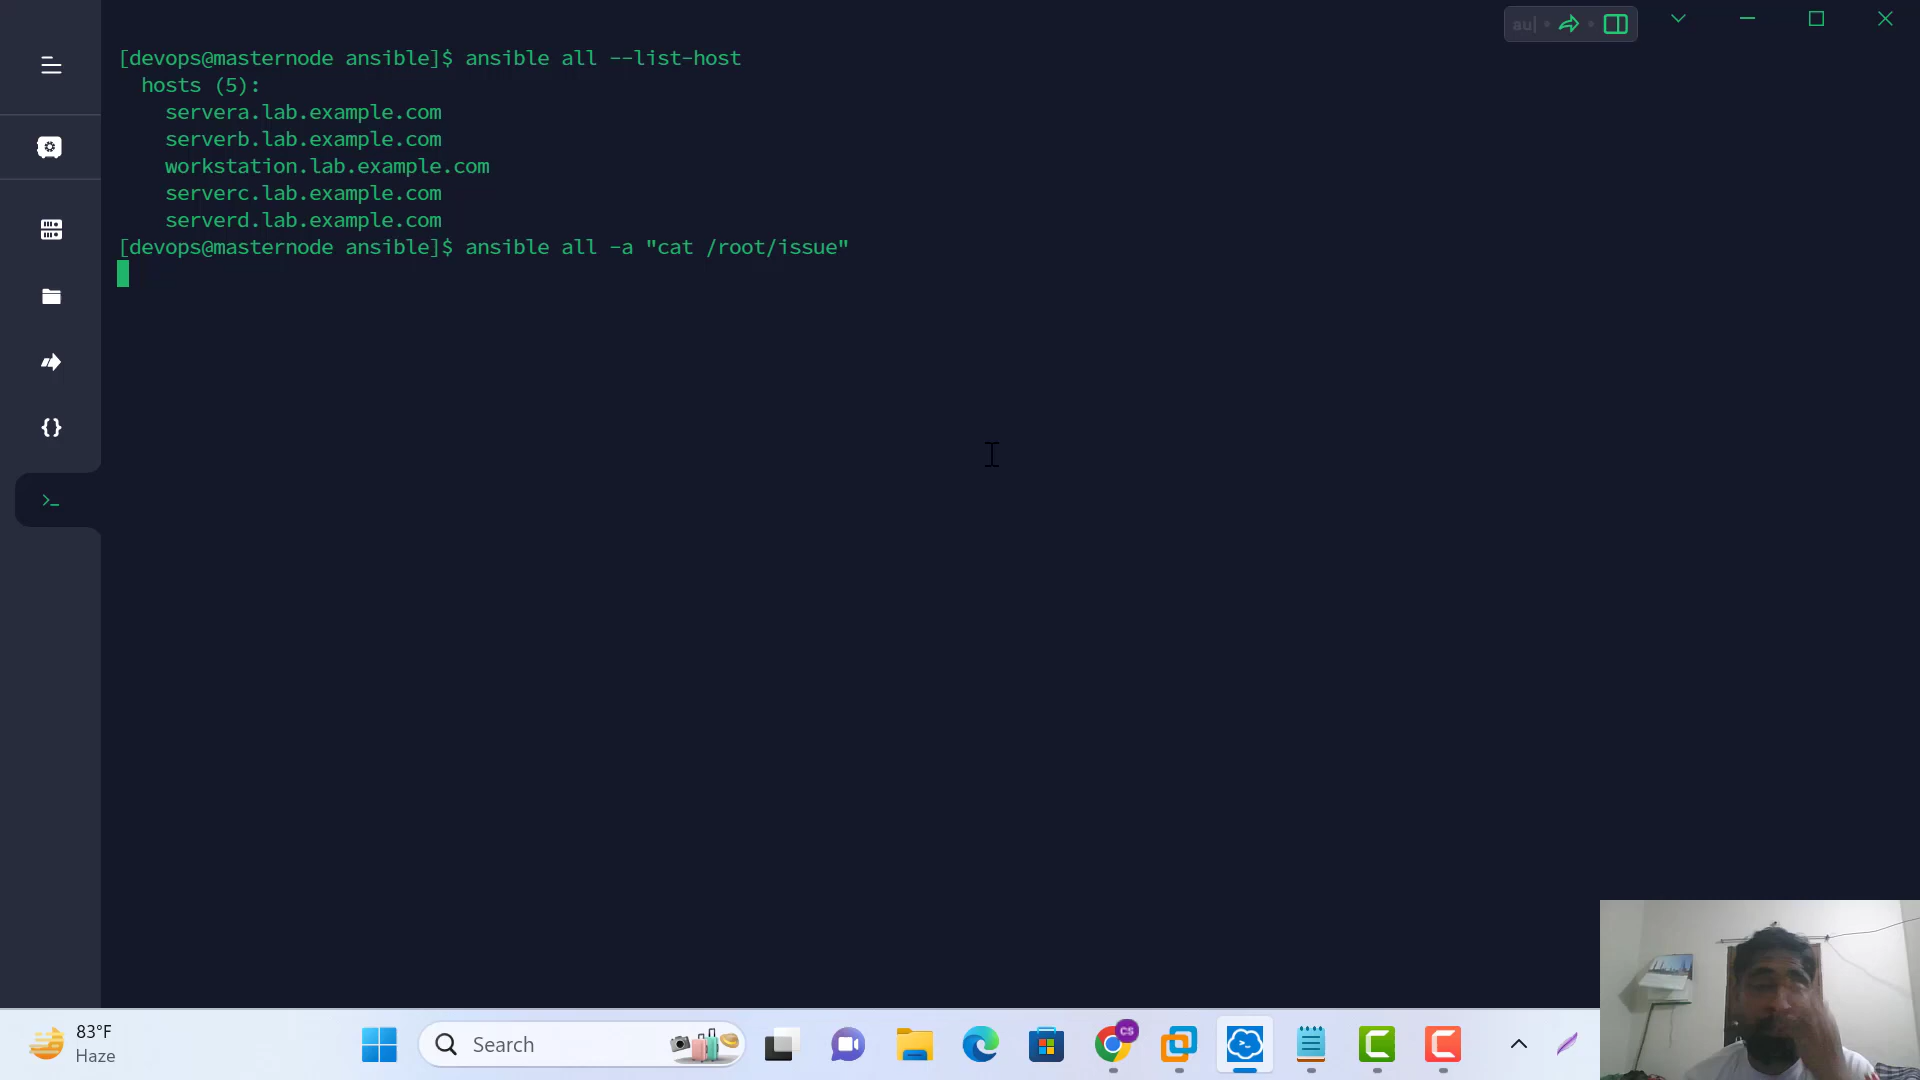 au|
[devops@masternode ansible]$ ansible all --list-host
hosts (5):
servera.lab.example.com
serverb.lab.example.com
workstation.lab.example.com
serverc.lab.example.com
serverd.lab.example.com
[devops@masternode ansible]$ ansible all -a "cat /root/issue"
83°F
Haze
Search
CS